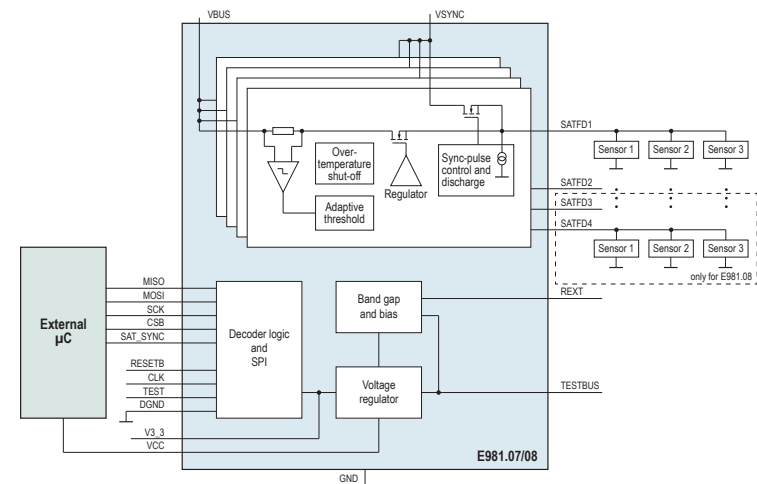 VBUS
VSYNC
SATFD1
Sensor 1
Sensor 2
Sensor 3
Over-
temperature
shut-off
Sync-pulse
control and
discharge
Regulator
Adaptive
threshold
SATFD2
SATFD3
SATFD4
Sensor 1
Sensor 2
Sensor 3
only for E981.08
External
µC
MISO
MOSI
SCK
CSB
SAT_SYNC
RESETB
CLK
TEST
DGND
V3_3
VCC
Decoder logic
and
SPI
Band gap
and bias
REXT
Voltage
regulator
TESTBUS
E981.07/08
GND